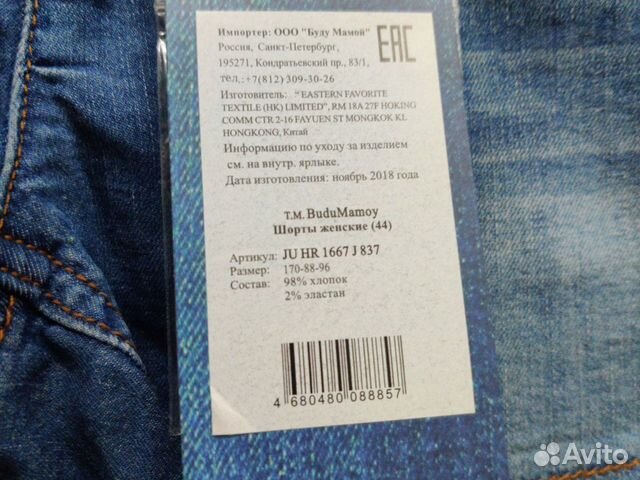 Импортер: ООО "Буду Мамой"
Россия, Санкт-Петербург,
195271, Кондратьевский пр., 83/1,
тел.:+7(812) 309-30-26
EAC
Изготовитель: "EASTERN FAVORITE
TEXTILE (HK) LIMITED", RM 18A 27F HOKING
COMM CTR 2-16 FAYUEN ST MONGKOK KL
HONGKONG, Китай
Информацию по уходу за изделием
см. на внутр. ярлыке.
Дата изготовления: ноябрь 2018 года
т.м. BuduMamoy
Шорты женские (44)
Артикул: JU HR 1667 J 837
Размер: 170-88-96
Состав: 98% хлопок
2% эластан
4 680480 088857
Avito